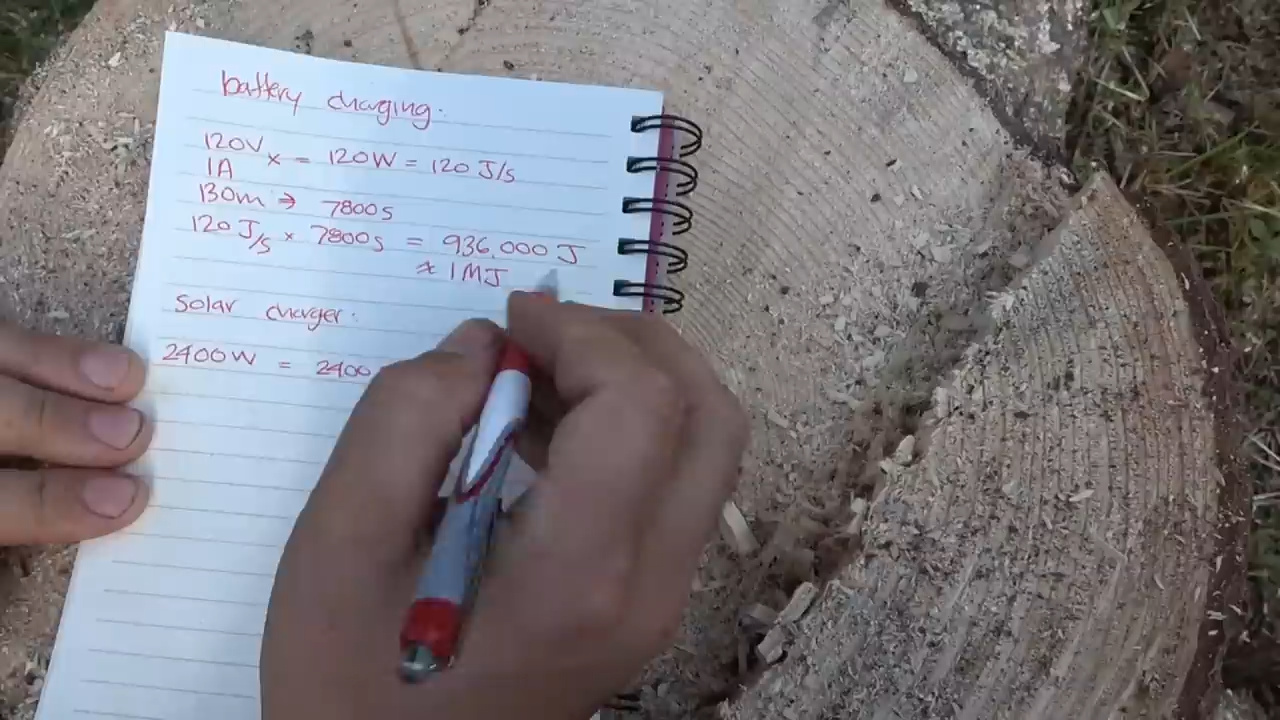 battery charging.
120V
1A x = 120W = 120 J/s
130m → 7800s
120 J/s x 7800s = 936,000 J
≈ 1MJ
solar charger.
2400W = 2400